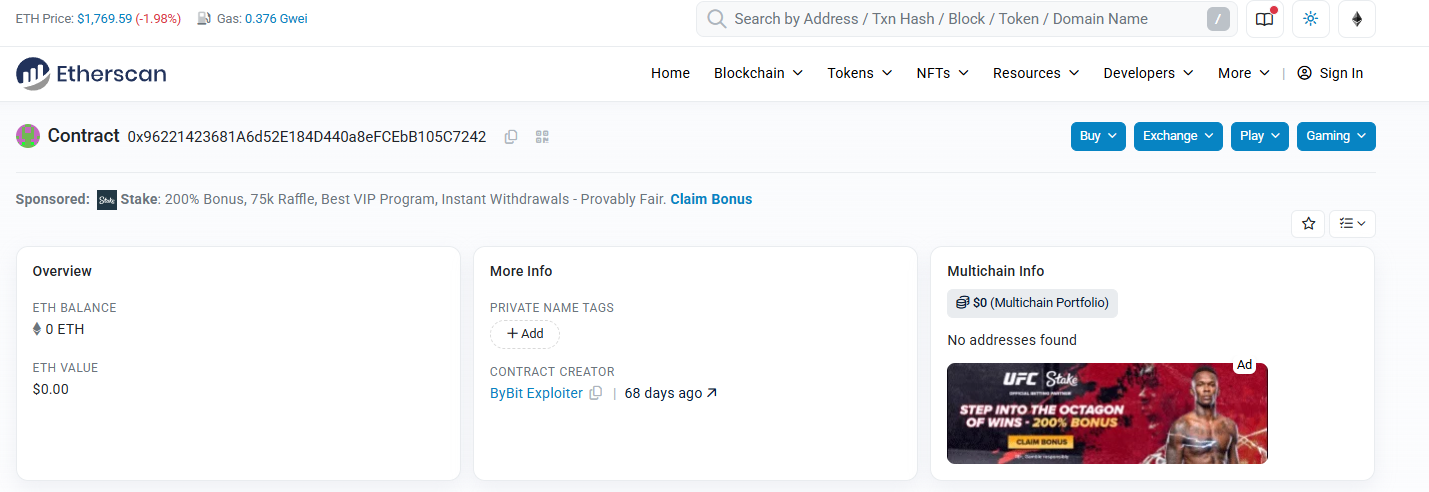 ETH Price: $1,769.59 (-1.98%) Gas: 0.376 Gwei
Search by Address / Txn Hash / Block / Token / Domain Name /
Etherscan
Home Blockchain Tokens NFTs Resources Developers More | Sign In
Contract 0x96221423681A6d52E184D440a8eFCEbB105C7242
Buy Exchange Play Gaming
Sponsored: Stake Stake: 200% Bonus, 75k Raffle, Best VIP Program, Instant Withdrawals - Provably Fair. Claim Bonus
Overview
ETH BALANCE
0 ETH
ETH VALUE
$0.00
More Info
PRIVATE NAME TAGS
+ Add
CONTRACT CREATOR
ByBit Exploiter | 68 days ago
Multichain Info
$0 (Multichain Portfolio)
No addresses found
Ad
UFC Stake
OFFICIAL BETTING PARTNER
STEP INTO THE OCTAGON
OF WINS - 200% BONUS
CLAIM BONUS